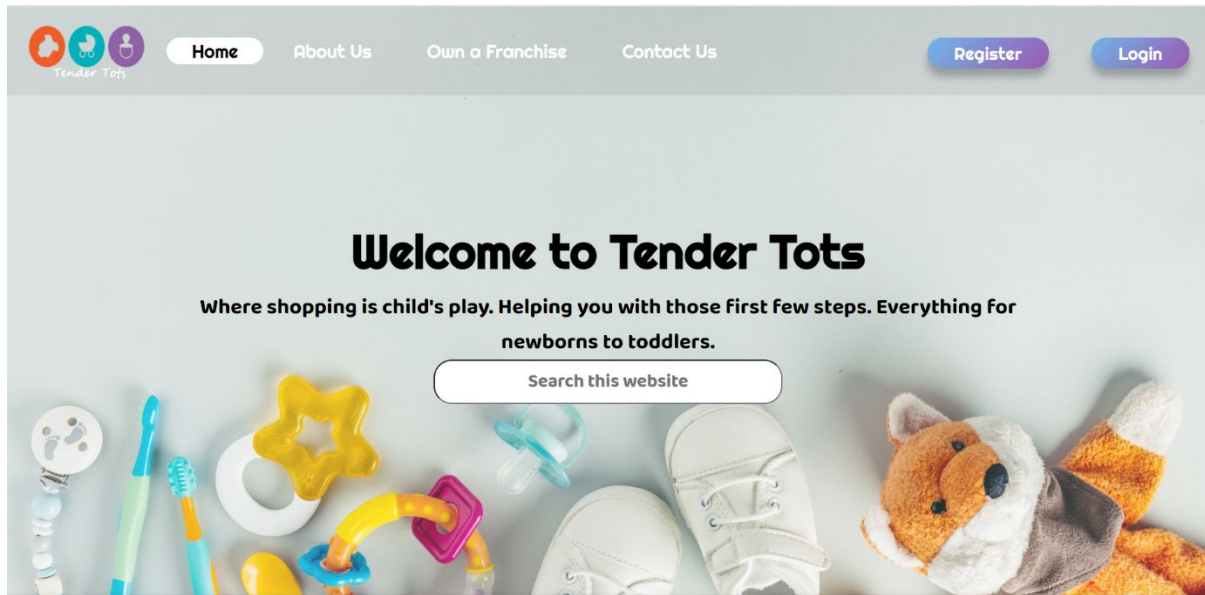 Tender Tots
Home
About Us
Own a Franchise
Contact Us
Register
Login
Welcome to Tender Tots
Where shopping is child's play. Helping you with those first few steps. Everything for
newborns to toddlers.
Search this website